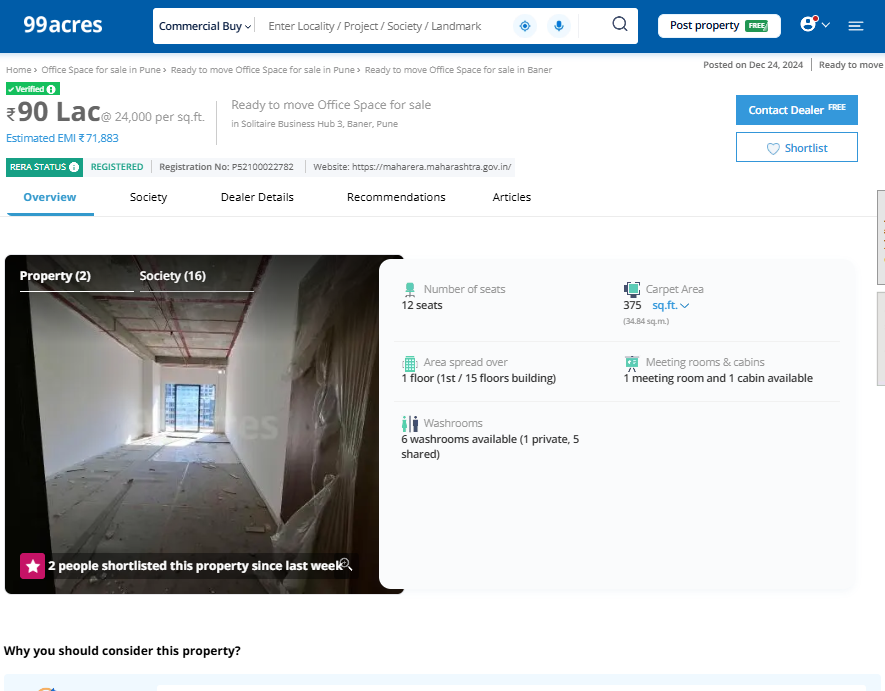 99acres
Commercial Buy
Enter Locality / Project / Society / Landmark
Post property FREE
Home › Office Space for sale in Pune › Ready to move Office Space for sale in Pune › Ready to move Office Space for sale in Baner
Posted on Dec 24, 2024
Ready to move
Verified
₹90 Lac @ 24,000 per sq.ft.
Estimated EMI ₹71,883
Ready to move Office Space for sale
in Solitaire Business Hub 3, Baner, Pune
Contact Dealer FREE
Shortlist
RERA STATUS REGISTERED Registration No: P52100022782 Website: https://maharera.maharashtra.gov.in/
Overview Society Dealer Details Recommendations Articles
Property (2) Society (16)
2 people shortlisted this property since last week
Number of seats
12 seats
Carpet Area
375 sq.ft.
(34.84 sq.m.)
Area spread over
1 floor (1st / 15 floors building)
Meeting rooms & cabins
1 meeting room and 1 cabin available
Washrooms
6 washrooms available (1 private, 5
shared)
Why you should consider this property?